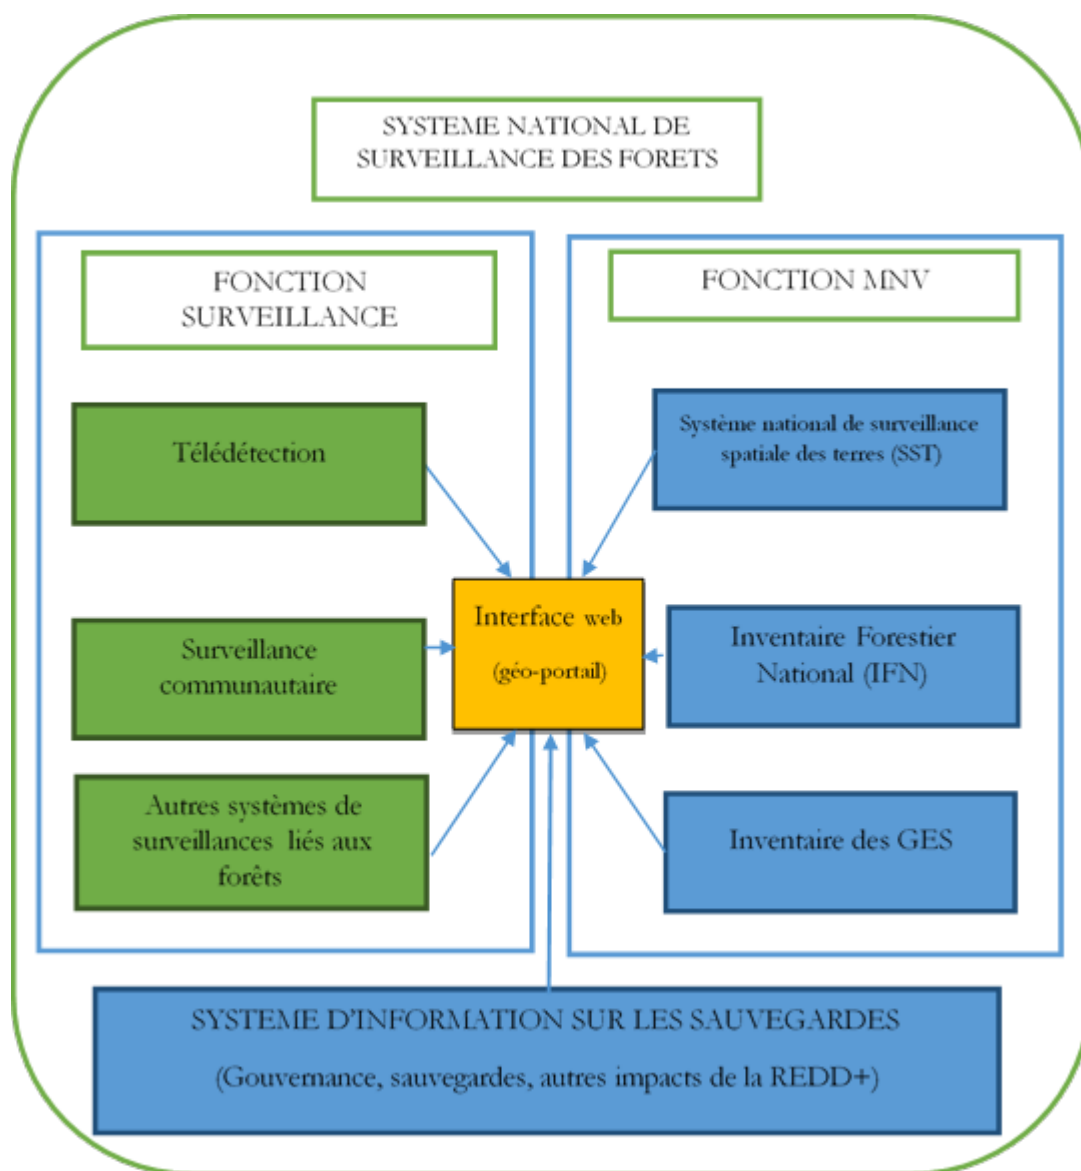 SYSTEME NATIONAL DE
SURVEILLANCE DES FORETS
FONCTION
SURVEILLANCE
Télédétection
Surveillance
communautaire
Autres systèmes de
surveillances liés aux
forêts
Interface web
(géo-portail)
FONCTION MNV
Système national de surveillance
spatiale des terres (SST)
Inventaire Forestier
National (IFN)
Inventaire des GES
SYSTEME D'INFORMATION SUR LES SAUVEGARDES
(Gouvernance, sauvegardes, autres impacts de la REDD+)